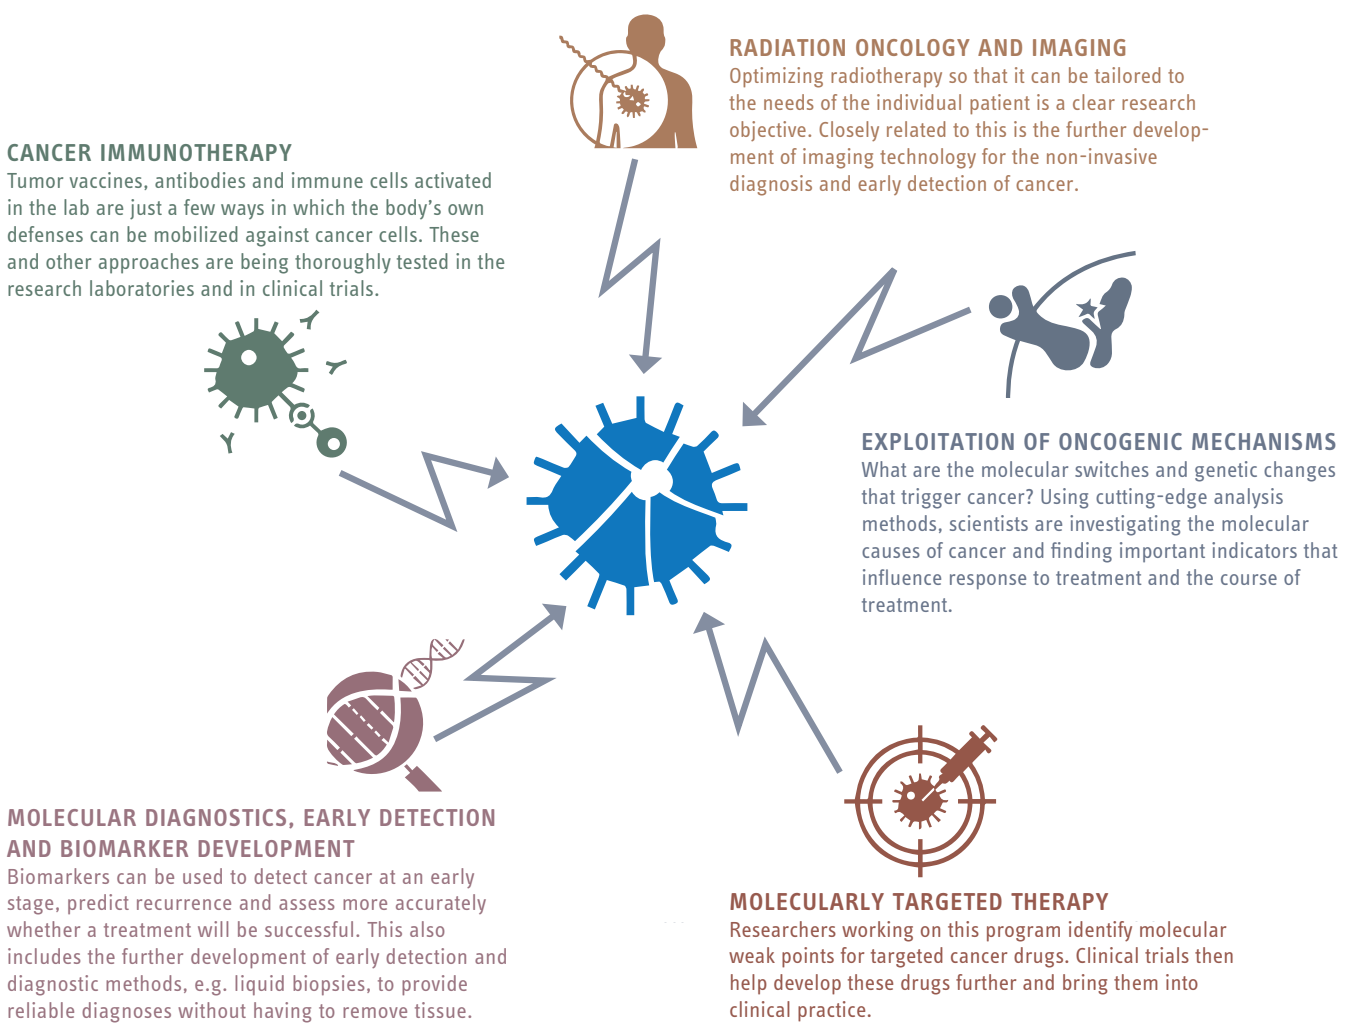 RADIATION ONCOLOGY AND IMAGING
Optimizing radiotherapy so that it can be tailored to
the needs of the individual patient is a clear research
objective. Closely related to this is the further develop-
ment of imaging technology for the non-invasive
diagnosis and early detection of cancer.
CANCER IMMUNOTHERAPY
Tumor vaccines, antibodies and immune cells activated
in the lab are just a few ways in which the body’s own
defenses can be mobilized against cancer cells. These
and other approaches are being thoroughly tested in the
research laboratories and in clinical trials.
EXPLOITATION OF ONCOGENIC MECHANISMS
What are the molecular switches and genetic changes
that trigger cancer? Using cutting-edge analysis
methods, scientists are investigating the molecular
causes of cancer and finding important indicators that
influence response to treatment and the course of
treatment.
MOLECULAR DIAGNOSTICS, EARLY DETECTION
AND BIOMARKER DEVELOPMENT
Biomarkers can be used to detect cancer at an early
stage, predict recurrence and assess more accurately
whether a treatment will be successful. This also
includes the further development of early detection and
diagnostic methods, e.g. liquid biopsies, to provide
reliable diagnoses without having to remove tissue.
MOLECULARLY TARGETED THERAPY
Researchers working on this program identify molecular
weak points for targeted cancer drugs. Clinical trials then
help develop these drugs further and bring them into
clinical practice.